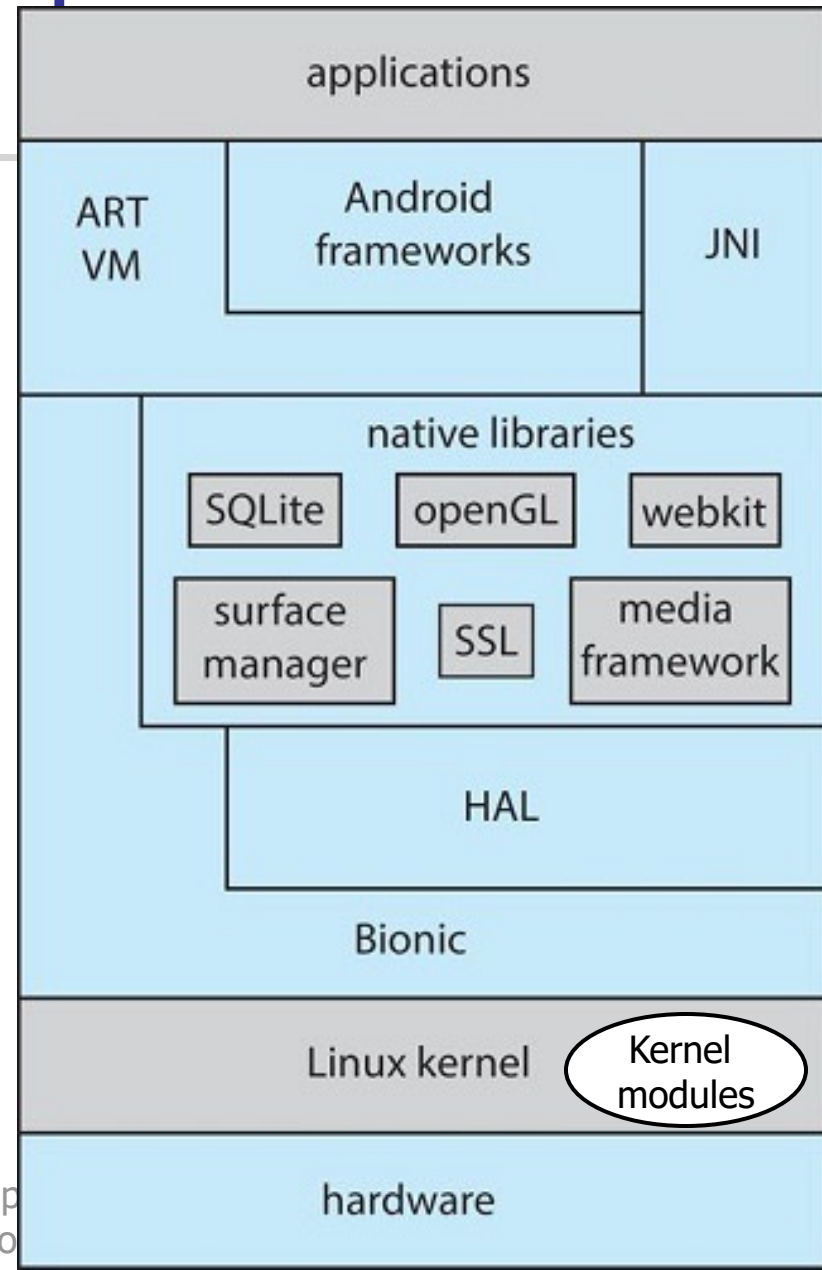 applications
ART
VM
Android
frameworks
JNI
native libraries
SQLite
openGL
webkit
surface
manager
SSL
media
framework
HAL
Bionic
Linux kernel
Kernel
modules
hardware